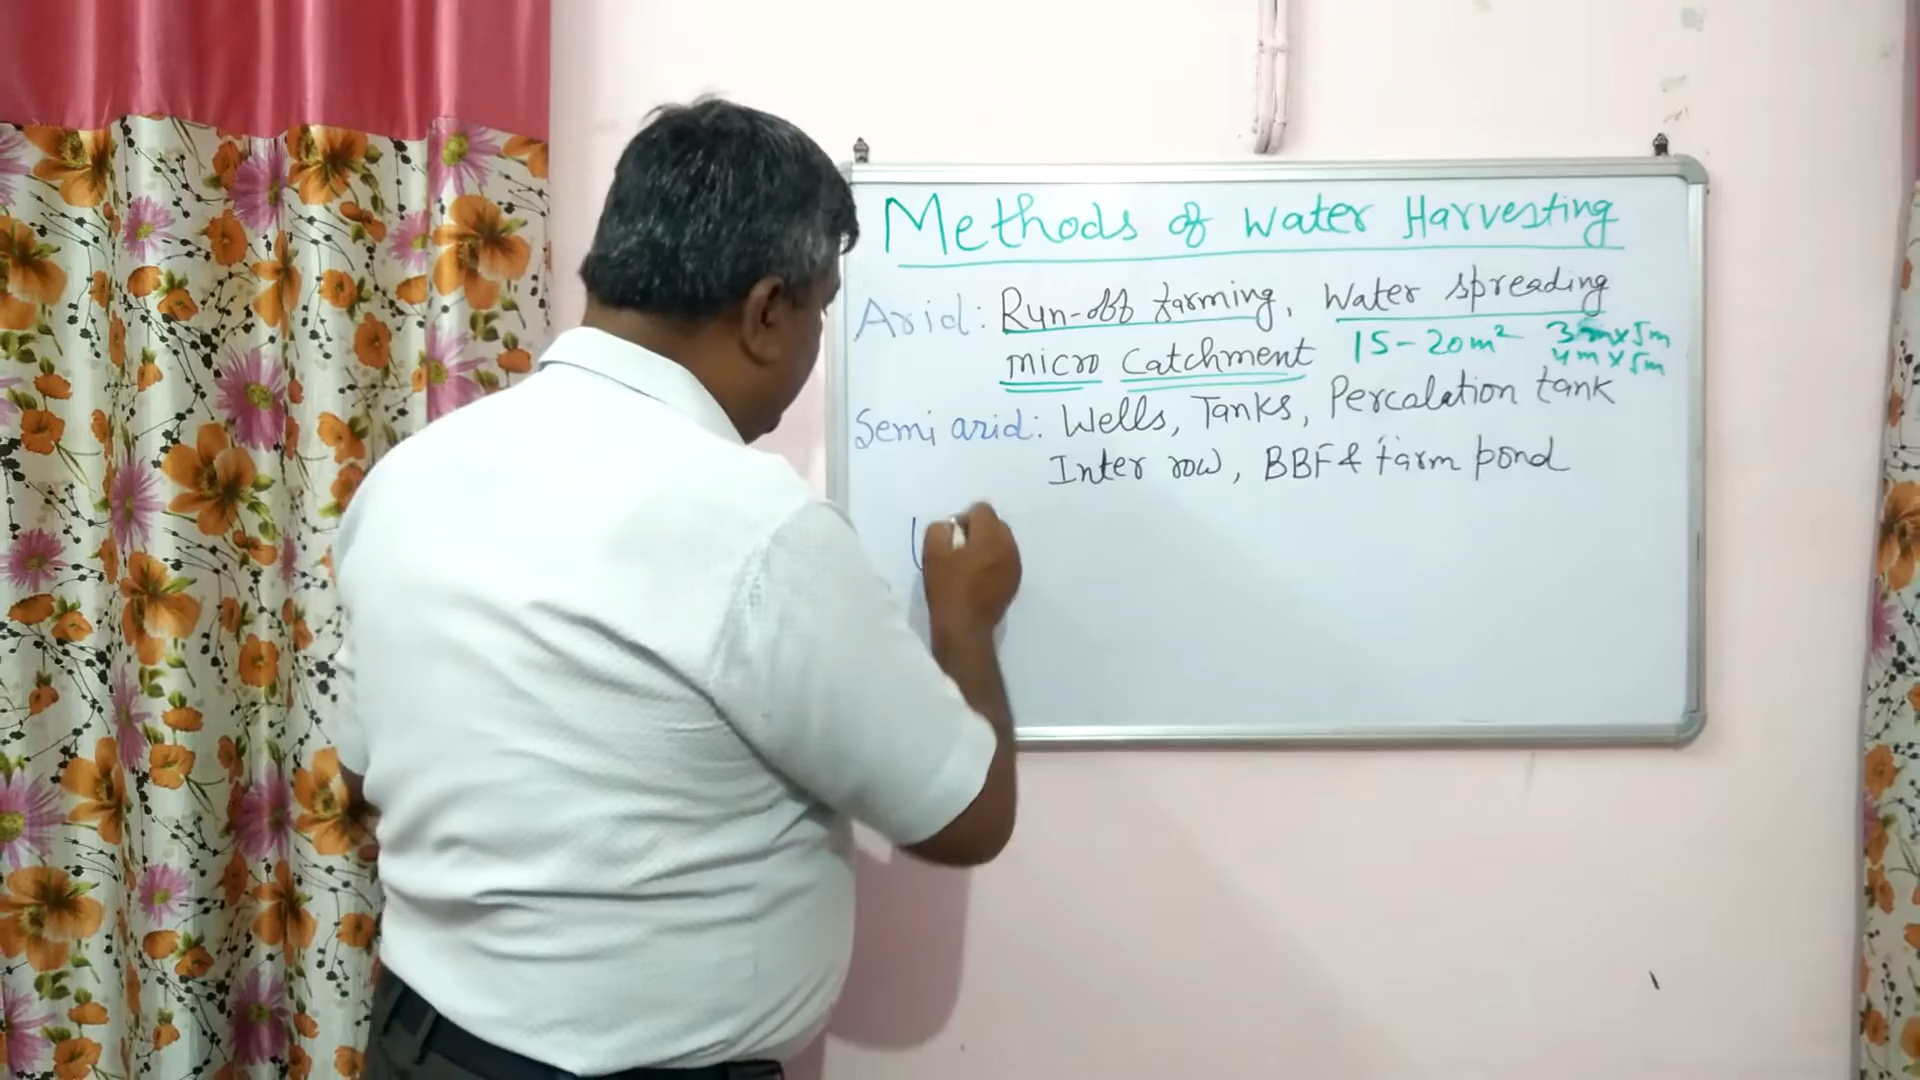 Methods of Water Harvesting
Arid: Run-off farming, Water spreading
micro Catchment 15-20m² 3m×5m
4m×5m
Semi arid: Wells, Tanks, Percalation tank
Inter row, BBF & farm pond